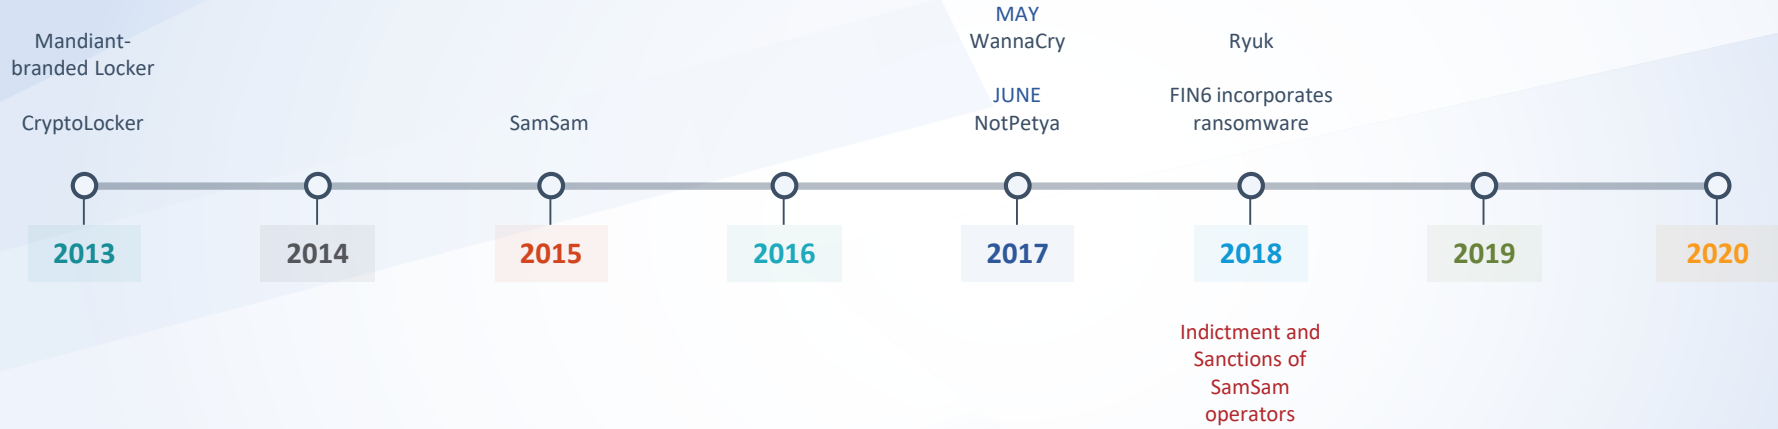 Mandiant-
branded Locker
CryptoLocker
SamSam
MAY
WannaCry
JUNE
NotPetya
Ryuk
FIN6 incorporates
ransomware
2013
2014
2015
2016
2017
2018
2019
2020
Indictment and
Sanctions of
SamSam
operators